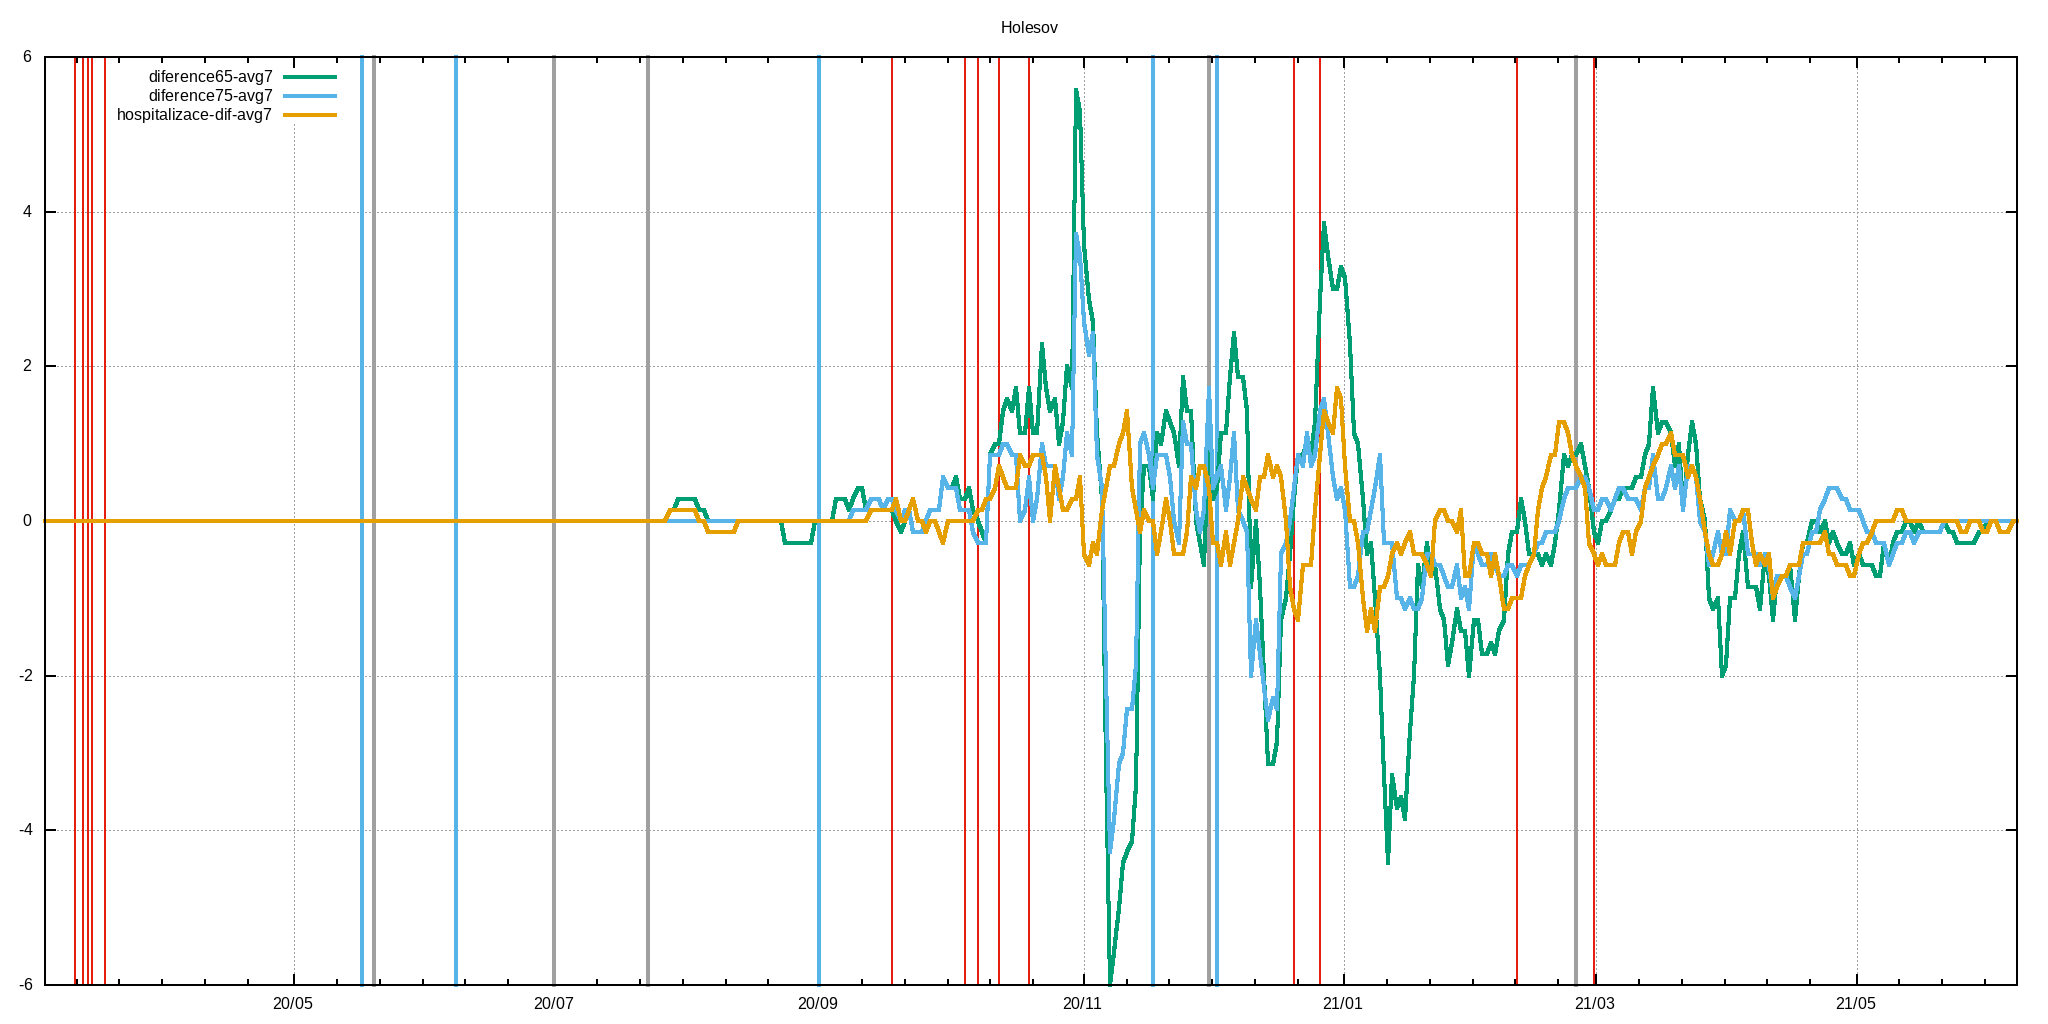 Holesov
6
diference65-avg7
diference75-avg7
hospitalizace-dif-avg7
4
2
0
-2
-4
-6
20/05 20/07 20/09 20/11 21/01 21/03 21/05